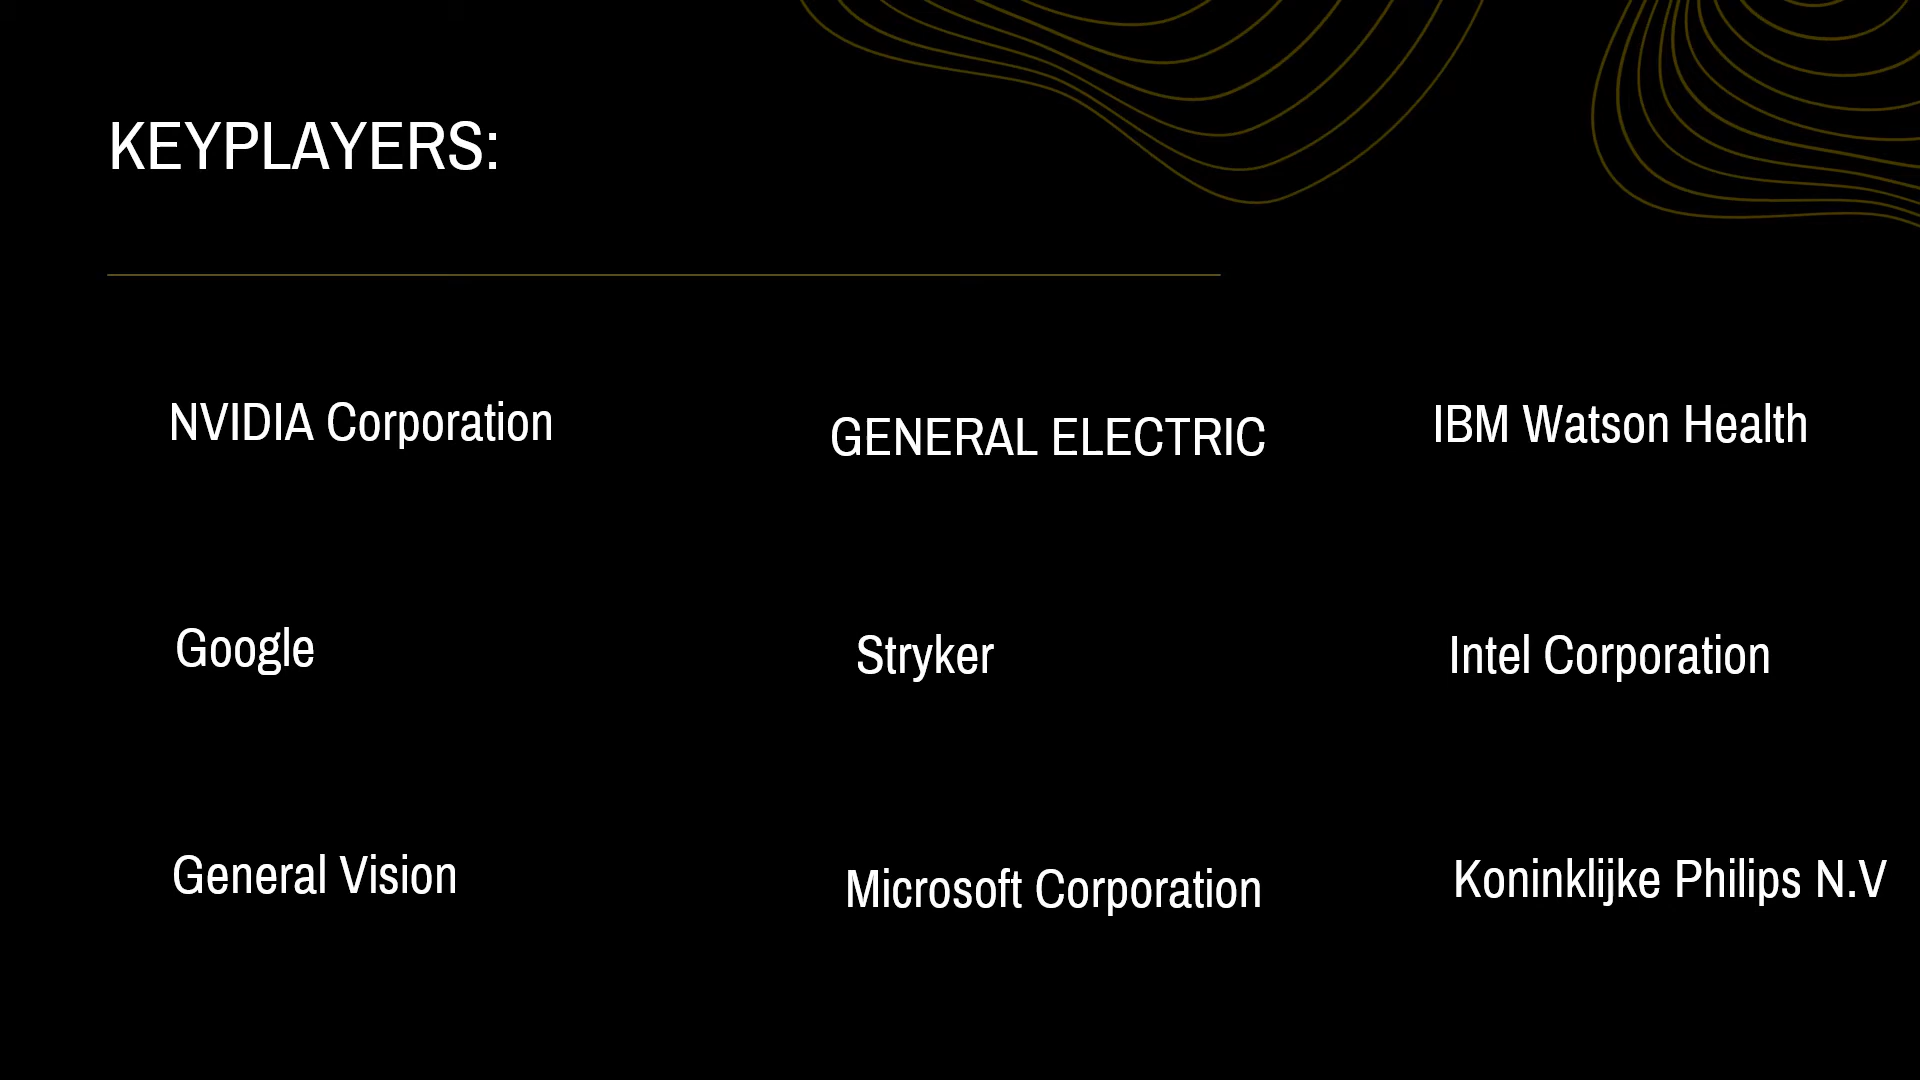 KEYPLAYERS:
NVIDIA Corporation
GENERAL ELECTRIC
IBM Watson Health
Google
Stryker
Intel Corporation
General Vision
Microsoft Corporation
Koninklijke Philips N.V